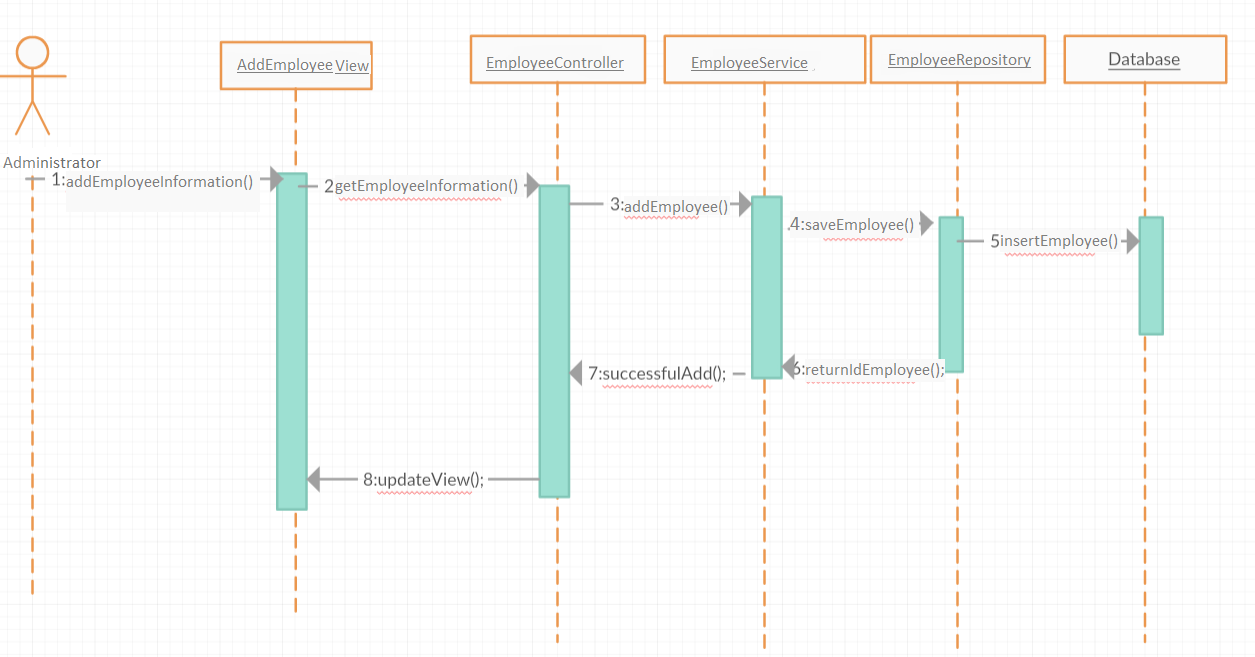 AddEmployee View
EmployeeController
EmployeeService
EmployeeRepository
Database
Administrator
1:addEmployeeInformation()
2getEmployeeInformation()
3:addEmployee()
4:saveEmployee()
5insertEmployee()
6:returnIdEmployee();
7:successfulAdd();
8:updateView();